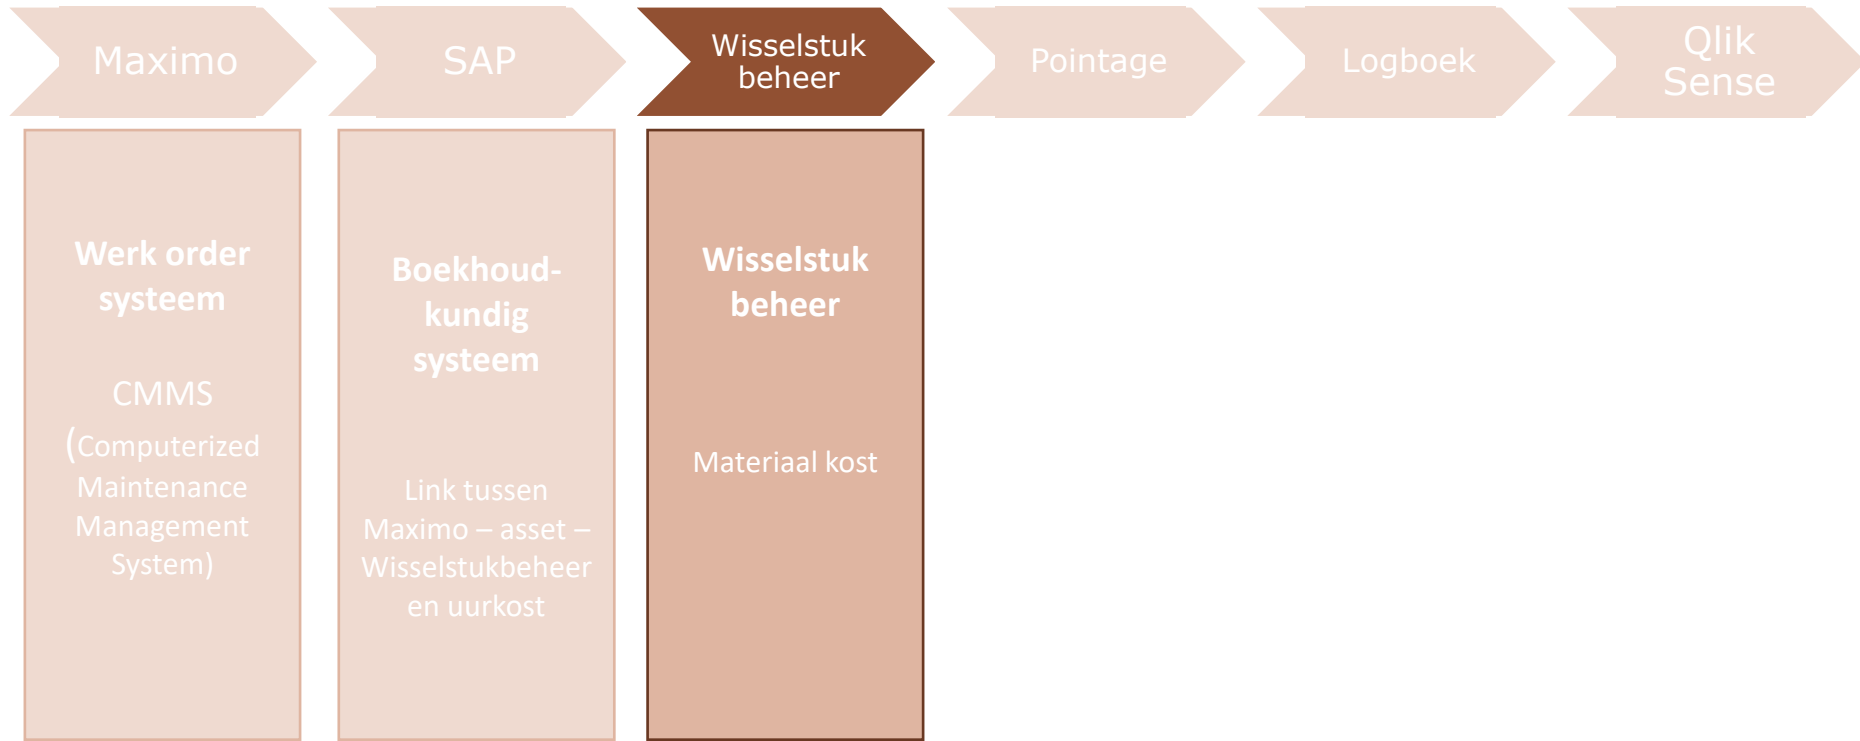 Maximo
SAP
Wisselstuk
beheer
Pointage
Logboek
Qlik
Sense
Werk order
systeem
CMMS
(Computerized
Maintenance
Management
System)
Boekhoud-
kundig
systeem
Link tussen
Maximo – asset –
Wisselstukbeheer
en uurkost
Wisselstuk
beheer
Materiaal kost